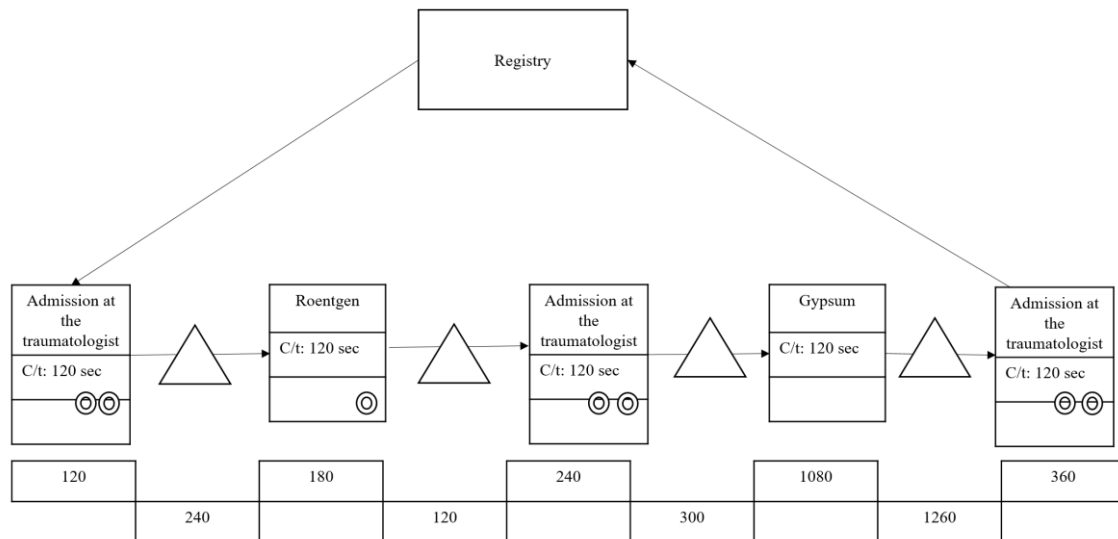 Registry
Admission at
the
traumatologist
C/t: 120 sec
Roentgen
C/t: 120 sec
Admission at
the
traumatologist
C/t: 120 sec
Gypsum
C/t: 120 sec
Admission at
the
traumatologist
C/t: 120 sec
120
180
240
1080
360
240
120
300
1260